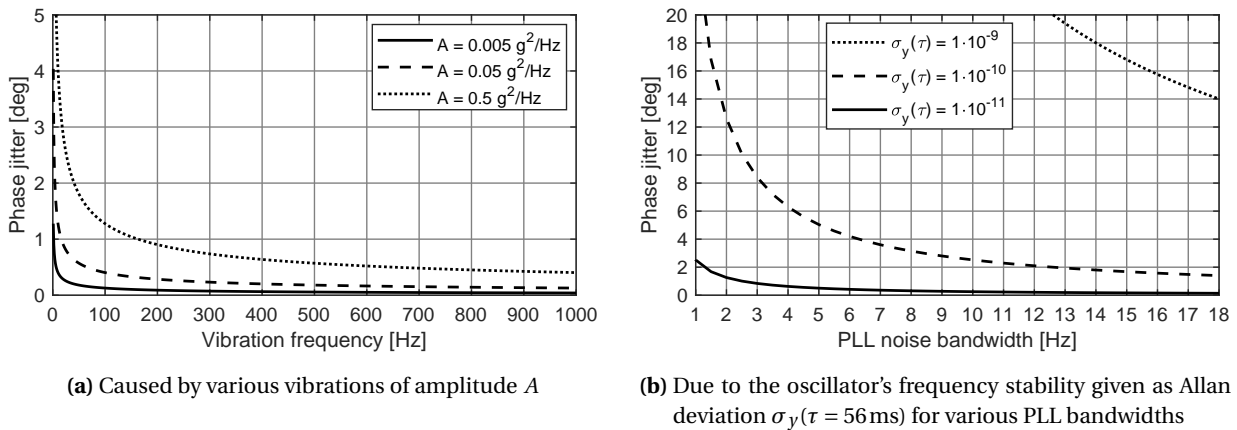 5
4
3
2
1
0
Phase jitter [deg]
A = 0.005 g²/Hz
A = 0.05 g²/Hz
A = 0.5 g²/Hz
0 100 200 300 400 500 600 700 800 900 1000
Vibration frequency [Hz]
(a) Caused by various vibrations of amplitude A
20
18
16
14
12
10
8
6
4
2
0
Phase jitter [deg]
σ_y(τ) = 1·10⁻⁹
σ_y(τ) = 1·10⁻¹⁰
σ_y(τ) = 1·10⁻¹¹
1 2 3 4 5 6 7 8 9 10 11 12 13 14 15 16 17 18
PLL noise bandwidth [Hz]
(b) Due to the oscillator's frequency stability given as Allan
deviation σ_y(τ = 56 ms) for various PLL bandwidths